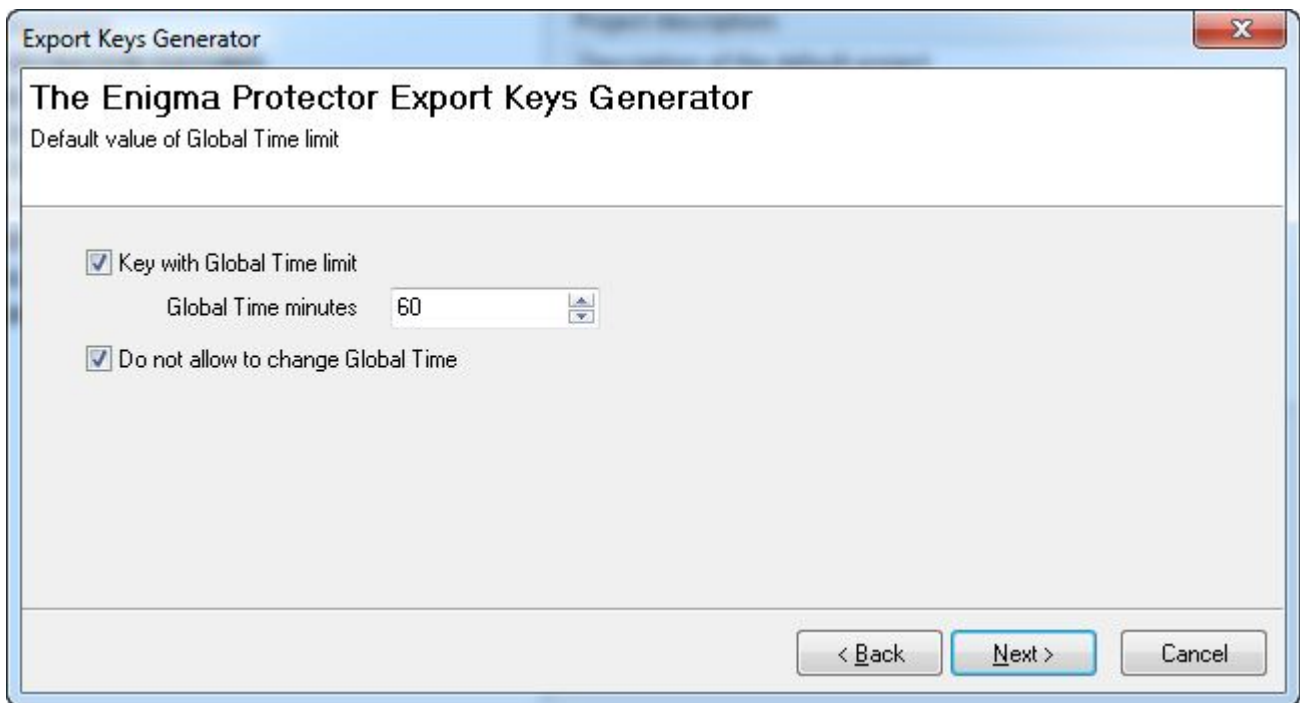 Export Keys Generator
The Enigma Protector Export Keys Generator
Default value of Global Time limit
Key with Global Time limit
Global Time minutes 60
Do not allow to change Global Time
< Back Next > Cancel